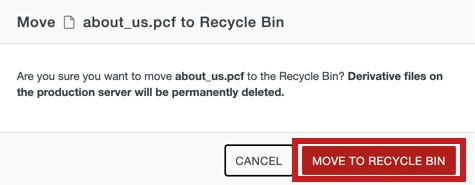 Move about_us.pcf to Recycle Bin
Are you sure you want to move about_us.pcf to the Recycle Bin? Derivative files on
the production server will be permanently deleted.
CANCEL MOVE TO RECYCLE BIN